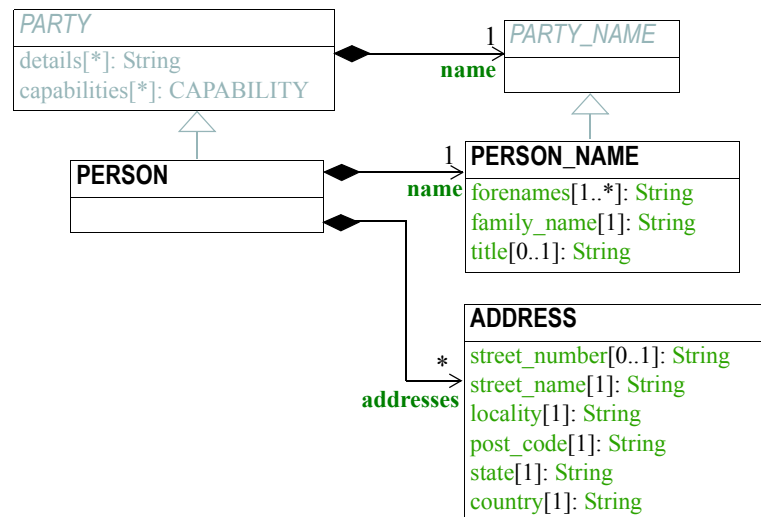 PARTY
details[*]: String
capabilities[*]: CAPABILITY
1
name
PARTY_NAME
PERSON
1
name
PERSON_NAME
forenames[1..*]: String
family_name[1]: String
title[0..1]: String
*
addresses
ADDRESS
street_number[0..1]: String
street_name[1]: String
locality[1]: String
post_code[1]: String
state[1]: String
country[1]: String